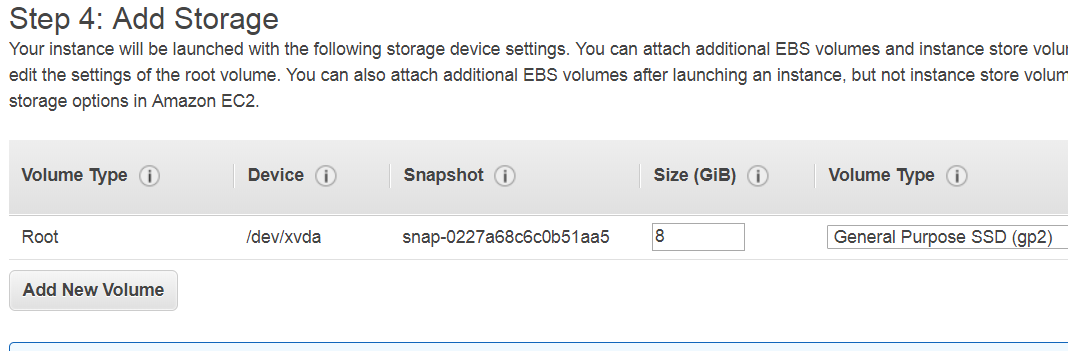 Step 4: Add Storage
Your instance will be launched with the following storage device settings. You can attach additional EBS volumes and instance store
edit the settings of the root volume. You can also attach additional EBS volumes after launching an instance, but not instance store
storage options in Amazon EC2.
Volume Type Device Snapshot Size (GiB) Volume Type
Root /dev/xvda snap-0227a68c6c0b51aa5 8 General Purpose SSD (gp2)
Add New Volume